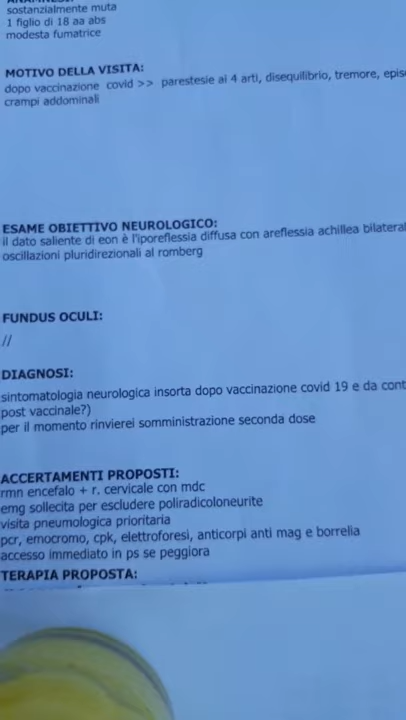 sostanzialmente muta
1 figlio di 18 aa abs
modesta fumatrice
MOTIVO DELLA VISITA:
dopo vaccinazione covid >> parestesie ai 4 arti, disequilibrio, tremore, epis
crampi addominali
ESAME OBIETTIVO NEUROLOGICO:
il dato saliente di eon è l'iporeflessia diffusa con areflessia achillea bilateral
oscillazioni pluridirezionali al romberg
FUNDUS OCULI:
//
DIAGNOSI:
sintomatologia neurologica insorta dopo vaccinazione covid 19 e da cont
post vaccinale?)
per il momento rinvierei somministrazione seconda dose
ACCERTAMENTI PROPOSTI:
rmn encefalo + r. cervicale con mdc
emg sollecita per escludere poliradicoloneurite
visita pneumologica prioritaria
pcr, emocromo, cpk, elettroforesi, anticorpi anti mag e borrelia
accesso immediato in ps se peggiora
TERAPIA PROPOSTA: